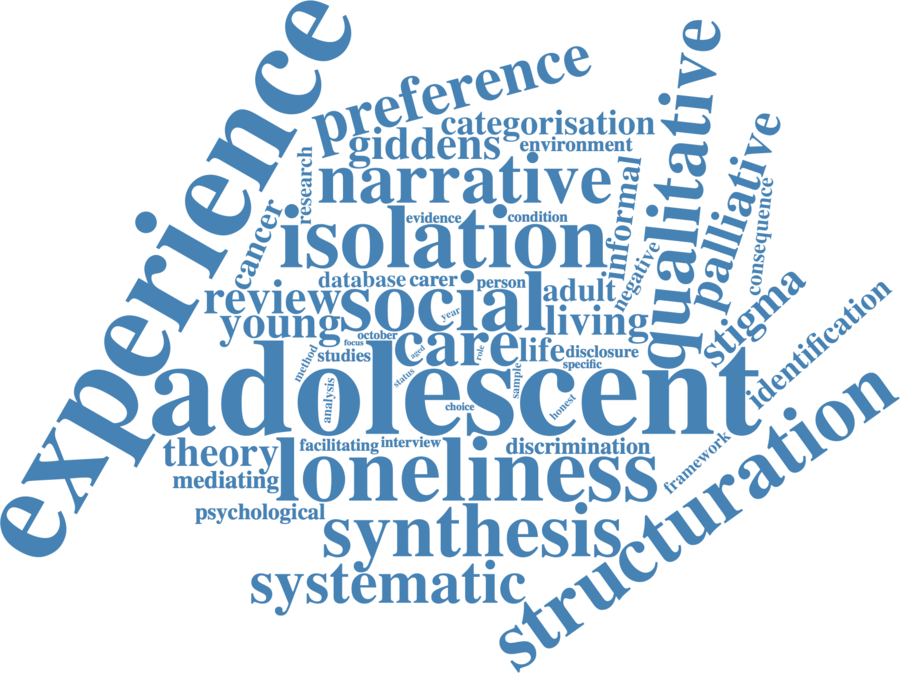 experience
preference
qualitative
categorisation
giddens
environment
palliative
research
narrative
informal
consequence
cancer
evidence
condition
isolation
negative
database
carer
person
adult
review
social
year
stigma
young
living
october
focus
care
aged
role
life
disclosure
identification
method
studies
status
sample
specific
adolescent
analysis
choice
honest
structuration
theory
facilitating
interview
discrimination
framework
mediating
loneliness
psychological
synthesis
systematic